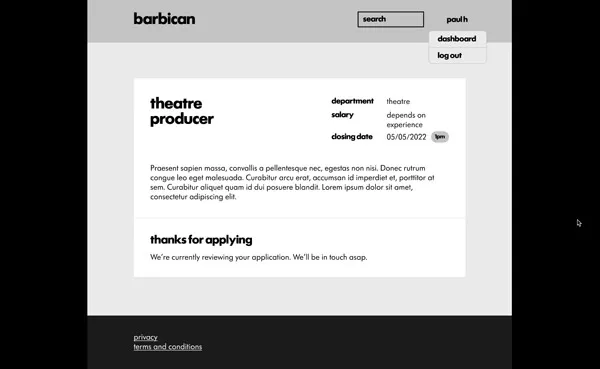 barbican
search
paul h
dashboard
log out
theatre
producer
department theatre
salary depends on
experience
closing date 05/05/2022 1pm
Praesent sapien massa, convallis a pellentesque nec, egestas non nisi. Donec rutrum
congue leo eget malesuada. Curabitur arcu erat, accumsan id imperdiet et, porttitor at
sem. Curabitur aliquet quam id dui posuere blandit. Lorem ipsum dolor sit amet,
consectetur adipiscing elit.
thanks for applying
We're currently reviewing your application. We'll be in touch asap.
privacy
terms and conditions